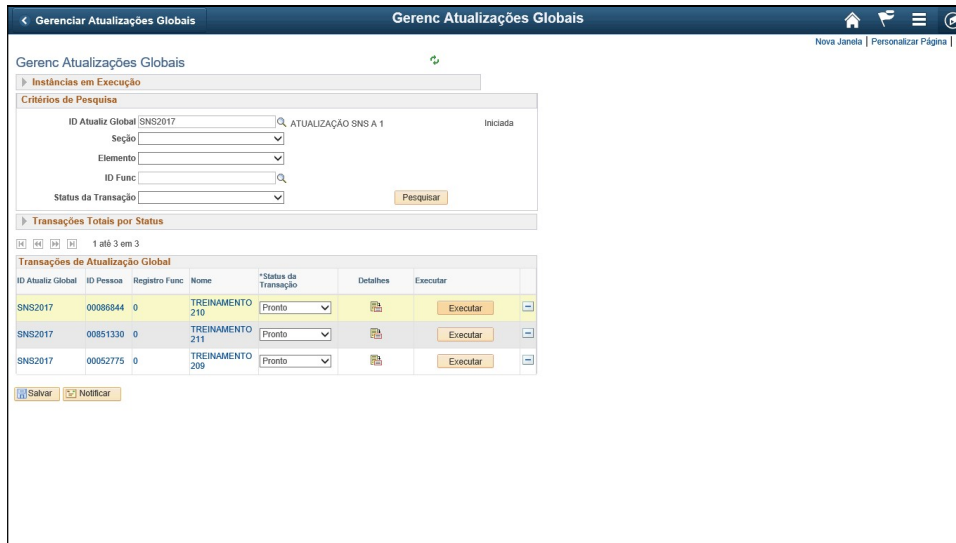 Gerenciar Atualizações Globais
Gerenc Atualizações Globais
Nova Janela | Personalizar Página |
Gerenc Atualizações Globais
Instâncias em Execução
Critérios de Pesquisa
ID Atualiz Global SNS2017 ATUALIZAÇÃO SNS A 1 Iniciada
Seção
Elemento
ID Func
Status da Transação Pesquisar
Transações Totais por Status
1 até 3 em 3
Transações de Atualização Global
ID Atualiz Global ID Pessoa Registro Func Nome *Status da Transação Detalhes Executar
SNS2017 00086844 0 TREINAMENTO 210 Pronto Executar
SNS2017 00851330 0 TREINAMENTO 211 Pronto Executar
SNS2017 00052775 0 TREINAMENTO 209 Pronto Executar
Salvar Notificar